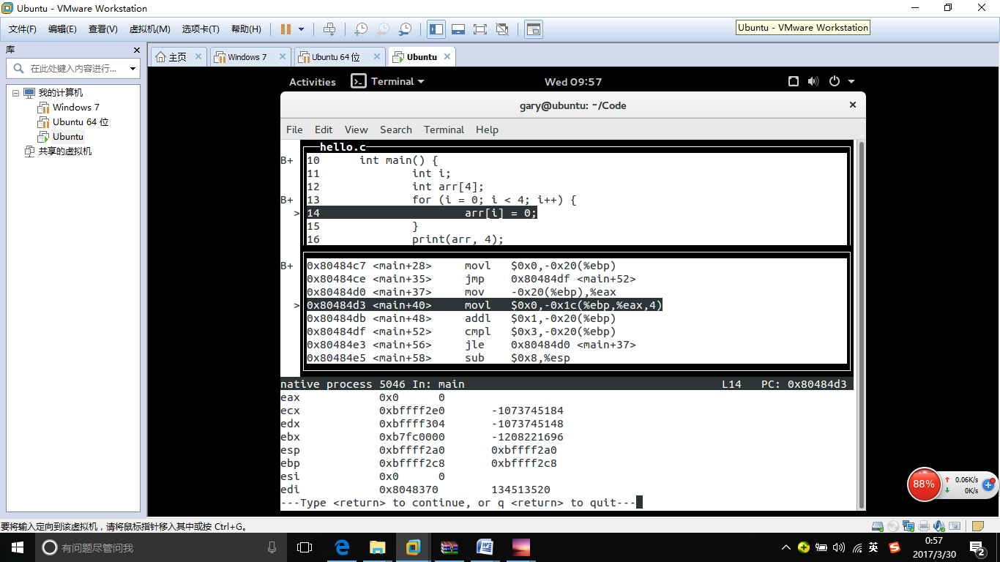 Ubuntu - VMware Workstation
文件(F) 编辑(E) 查看(V) 虚拟机(M) 选项卡(T) 帮助(H)
Ubuntu - VMware Workstation
库
主页 Windows 7 Ubuntu 64 位 Ubuntu
在此处键入内容进行...
我的计算机
Windows 7
Ubuntu 64 位
Ubuntu
共享的虚拟机
Activities Terminal Wed 09:57
gary@ubuntu: ~/Code
File Edit View Search Terminal Help
hello.c
B+ 10 int main() {
11 int i;
12 int arr[4];
B+ 13 for (i = 0; i < 4; i++) {
> 14 arr[i] = 0;
15 }
16 print(arr, 4);
B+ 0x80484c7 <main+28> movl $0x0,-0x20(%ebp)
0x80484ce <main+35> jmp 0x80484df <main+52>
0x80484d0 <main+37> mov -0x20(%ebp),%eax
> 0x80484d3 <main+40> movl $0x0,-0x1c(%ebp,%eax,4)
0x80484db <main+48> addl $0x1,-0x20(%ebp)
0x80484df <main+52> cmpl $0x3,-0x20(%ebp)
0x80484e3 <main+56> jle 0x80484d0 <main+37>
0x80484e5 <main+58> sub $0x8,%esp
native process 5046 In: main L14 PC: 0x80484d3
eax 0x0 0
ecx 0xbffff2e0 -1073745184
edx 0xbffff304 -1073745148
ebx 0xb7fc0000 -1208221696
esp 0xbffff2a0 0xbffff2a0
ebp 0xbffff2c8 0xbffff2c8
esi 0x0 0
edi 0x8048370 134513520
---Type <return> to continue, or q <return> to quit---
88% 0.06K/s
0K/s
要将输入定向到该虚拟机，请将鼠标指针移入其中或按 Ctrl+G。
有问题尽管问我
英
0:57
2017/3/30
2